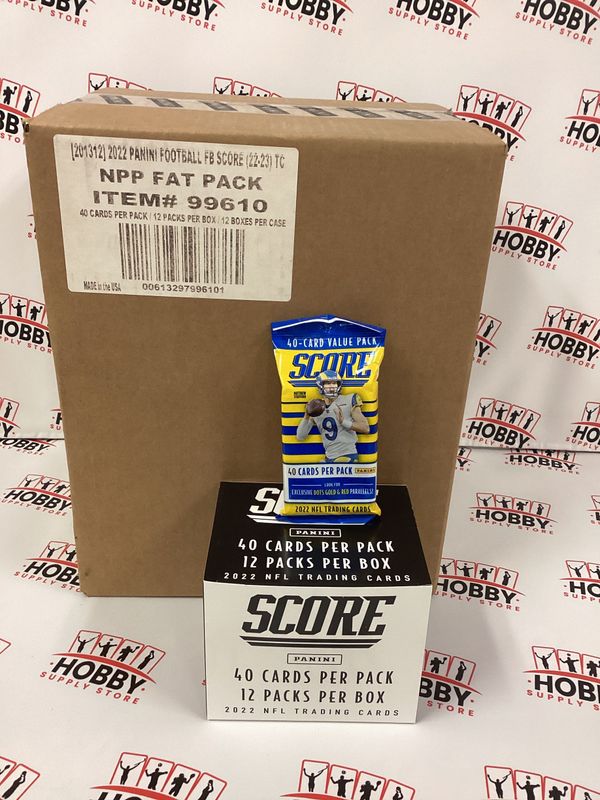 [201312] 2022 PANINI FOOTBALL FB SCORE (22-23) TC
NPP FAT PACK
ITEM# 99610
40 CARDS PER PACK / 12 PACKS PER BOX / 12 BOXES PER CASE
MADE in the USA
00613297996101
40-CARD VALUE PACK
SCORE
MATTHEW STAFFORD
9
40 CARDS PER PACK
PANINI
LOOK FOR
EXCLUSIVE DOTS GOLD & RED PARALLELS!
2022 NFL TRADING CARDS
SC
PANINI
40 CARDS PER PACK
12 PACKS PER BOX
2022 NFL TRADING CARDS
SCORE
PANINI
40 CARDS PER PACK
12 PACKS PER BOX
2022 NFL TRADING CARDS
HOBBY
SUPPLY STORE